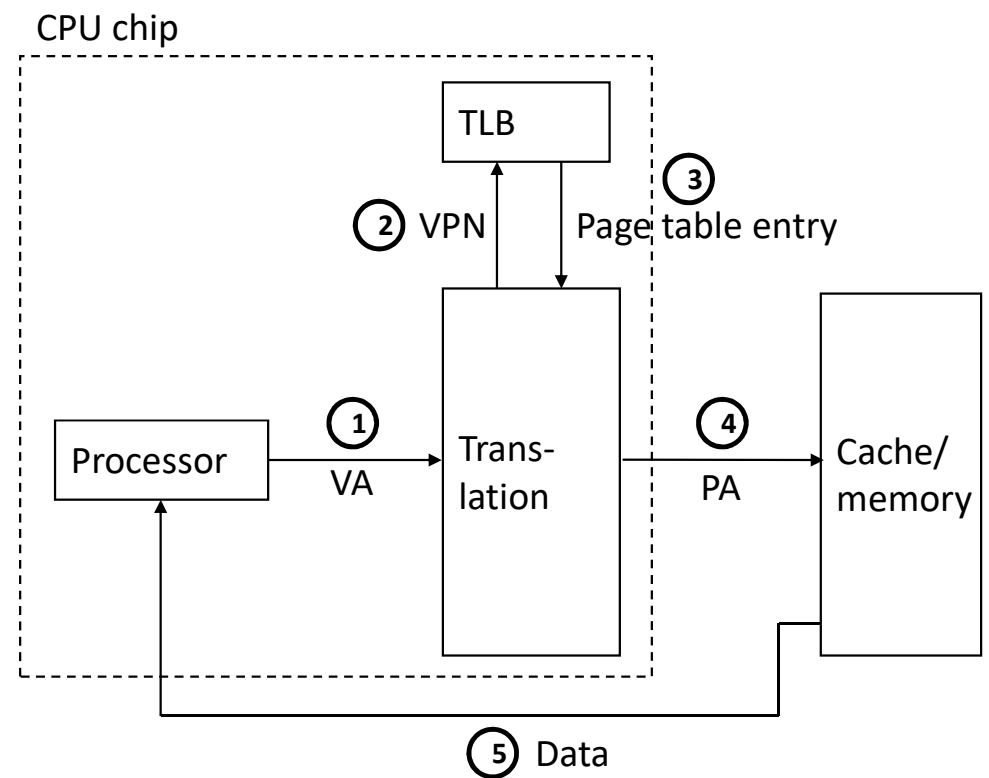 CPU chip
TLB
3
2 VPN
Page table entry
1
4
Processor
VA
Trans-
lation
PA
Cache/
memory
5 Data